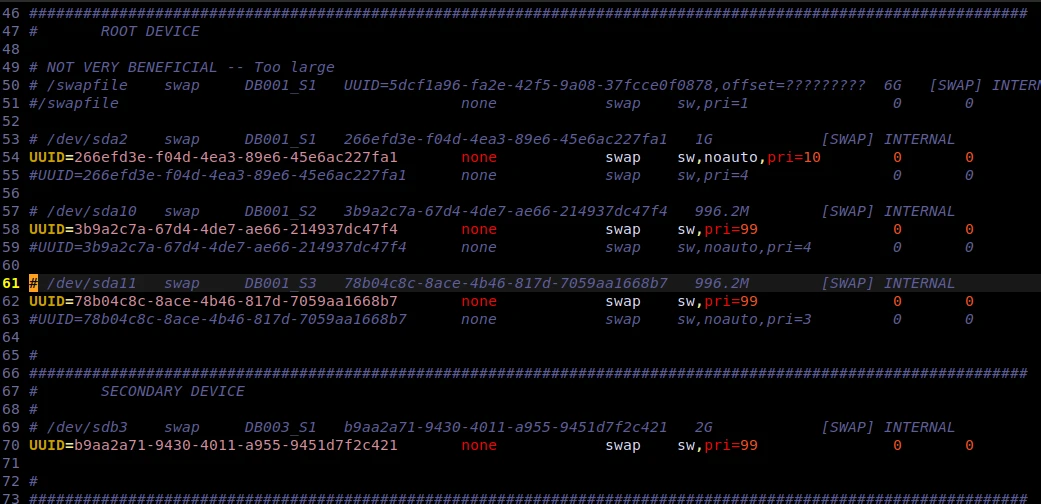 46 ###############################################################################################################
47 #       ROOT DEVICE
48
49 # NOT VERY BENEFICIAL -- Too large
50 # /swapfile    swap     DB001_S1   UUID=5dcf1a96-fa2e-42f5-9a08-37fcce0f0878,offset=?????????  6G   [SWAP] INTERN
51 #/swapfile                                      none            swap    sw,pri=1                0       0
52
53 # /dev/sda2    swap     DB001_S1   266efd3e-f04d-4ea3-89e6-45e6ac227fa1   1G            [SWAP] INTERNAL
54 UUID=266efd3e-f04d-4ea3-89e6-45e6ac227fa1       none            swap    sw,noauto,pri=10        0       0
55 #UUID=266efd3e-f04d-4ea3-89e6-45e6ac227fa1      none            swap    sw,pri=4                0       0
56
57 # /dev/sda10   swap     DB001_S2   3b9a2c7a-67d4-4de7-ae66-214937dc47f4   996.2M        [SWAP] INTERNAL
58 UUID=3b9a2c7a-67d4-4de7-ae66-214937dc47f4       none            swap    sw,pri=99               0       0
59 #UUID=3b9a2c7a-67d4-4de7-ae66-214937dc47f4      none            swap    sw,noauto,pri=4         0       0
60
61 # /dev/sda11   swap     DB001_S3   78b04c8c-8ace-4b46-817d-7059aa1668b7   996.2M        [SWAP] INTERNAL
62 UUID=78b04c8c-8ace-4b46-817d-7059aa1668b7       none            swap    sw,pri=99               0       0
63 #UUID=78b04c8c-8ace-4b46-817d-7059aa1668b7      none            swap    sw,noauto,pri=3         0       0
64
65 #
66 ###############################################################################################################
67 #       SECONDARY DEVICE
68 #
69 # /dev/sdb3    swap     DB003_S1   b9aa2a71-9430-4011-a955-9451d7f2c421   2G            [SWAP] INTERNAL
70 UUID=b9aa2a71-9430-4011-a955-9451d7f2c421       none            swap    sw,pri=99               0       0
71
72 #
73 ###############################################################################################################